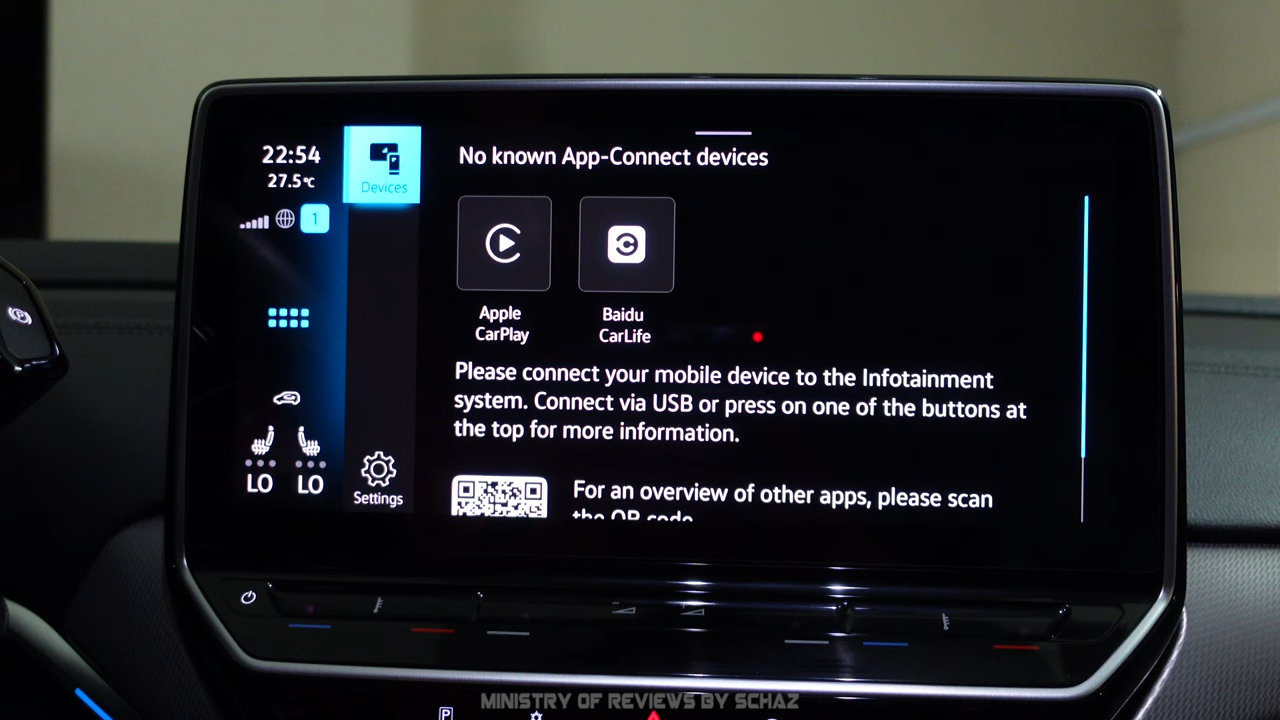 22:54
27.5°C
1
Devices
No known App-Connect devices
Apple
CarPlay
Baidu
CarLife
Please connect your mobile device to the Infotainment
system. Connect via USB or press on one of the buttons at
the top for more information.
LO LO
Settings
For an overview of other apps, please scan
the QR code
P
P
MINISTRY OF REVIEWS BY SCHAZ